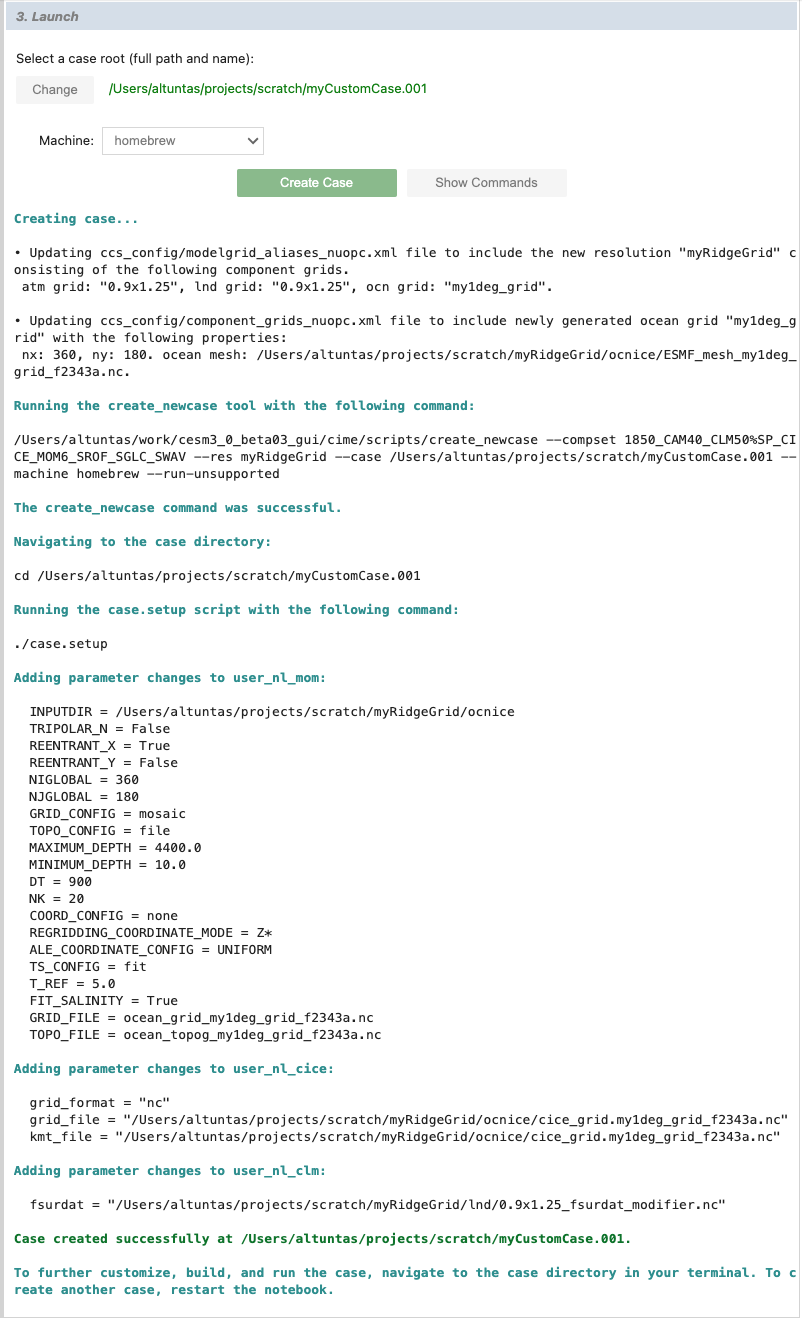 3. Launch
Select a case root (full path and name):
Change /Users/altuntas/projects/scratch/myCustomCase.001
Machine: homebrew
Create Case Show Commands
Creating case...
• Updating ccs_config/modelgrid_aliases_nuopc.xml file to include the new resolution "myRidgeGrid" c
onsisting of the following component grids.
atm grid: "0.9x1.25", lnd grid: "0.9x1.25", ocn grid: "my1deg_grid".
• Updating ccs_config/component_grids_nuopc.xml file to include newly generated ocean grid "my1deg_g
rid" with the following properties:
nx: 360, ny: 180. ocean mesh: /Users/altuntas/projects/scratch/myRidgeGrid/ocnice/ESMF_mesh_my1deg_
grid_f2343a.nc.
Running the create_newcase tool with the following command:
/Users/altuntas/work/cesm3_0_beta03_gui/cime/scripts/create_newcase --compset 1850_CAM40_CLM50%SP_CI
CE_MOM6_SROF_SGLC_SWAV --res myRidgeGrid --case /Users/altuntas/projects/scratch/myCustomCase.001 --
machine homebrew --run-unsupported
The create_newcase command was successful.
Navigating to the case directory:
cd /Users/altuntas/projects/scratch/myCustomCase.001
Running the case.setup script with the following command:
./case.setup
Adding parameter changes to user_nl_mom:
INPUTDIR = /Users/altuntas/projects/scratch/myRidgeGrid/ocnice
TRIPOLAR_N = False
REENTRANT_X = True
REENTRANT_Y = False
NIGLOBAL = 360
NJGLOBAL = 180
GRID_CONFIG = mosaic
TOPO_CONFIG = file
MAXIMUM_DEPTH = 4400.0
MINIMUM_DEPTH = 10.0
DT = 900
NK = 20
COORD_CONFIG = none
REGRIDDING_COORDINATE_MODE = Z*
ALE_COORDINATE_CONFIG = UNIFORM
TS_CONFIG = fit
T_REF = 5.0
FIT_SALINITY = True
GRID_FILE = ocean_grid_my1deg_grid_f2343a.nc
TOPO_FILE = ocean_topog_my1deg_grid_f2343a.nc
Adding parameter changes to user_nl_cice:
grid_format = "nc"
grid_file = "/Users/altuntas/projects/scratch/myRidgeGrid/ocnice/cice_grid.my1deg_grid_f2343a.nc"
kmt_file = "/Users/altuntas/projects/scratch/myRidgeGrid/ocnice/cice_grid.my1deg_grid_f2343a.nc"
Adding parameter changes to user_nl_clm:
fsurdat = "/Users/altuntas/projects/scratch/myRidgeGrid/lnd/0.9x1.25_fsurdat_modifier.nc"
Case created successfully at /Users/altuntas/projects/scratch/myCustomCase.001.
To further customize, build, and run the case, navigate to the case directory in your terminal. To c
reate another case, restart the notebook.